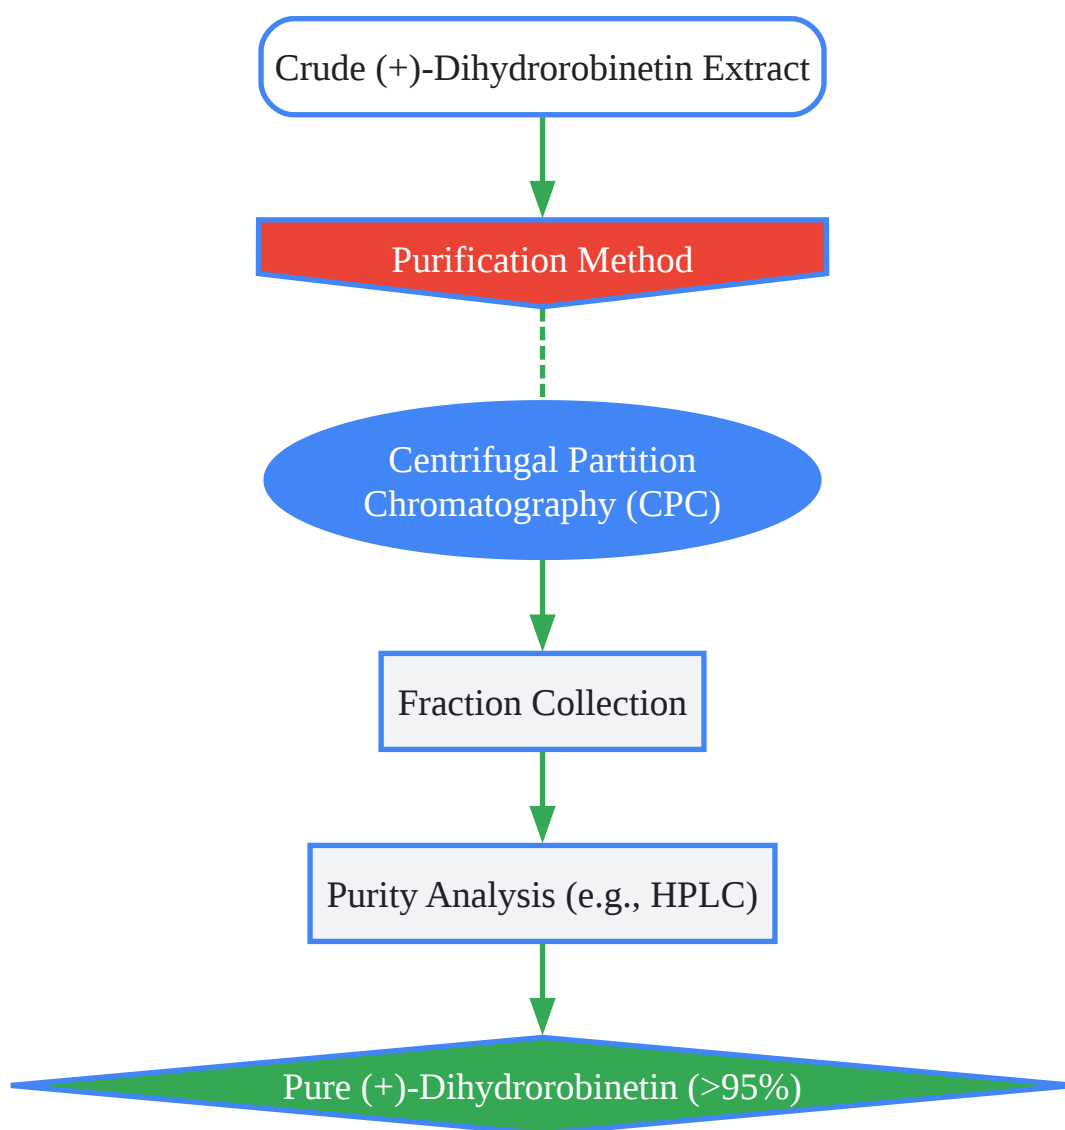 Crude (+)-Dihydrorobinetin Extract
Purification Method
Centrifugal Partition
Chromatography (CPC)
Fraction Collection
Purity Analysis (e.g., HPLC)
Pure (+)-Dihydrorobinetin (>95%)